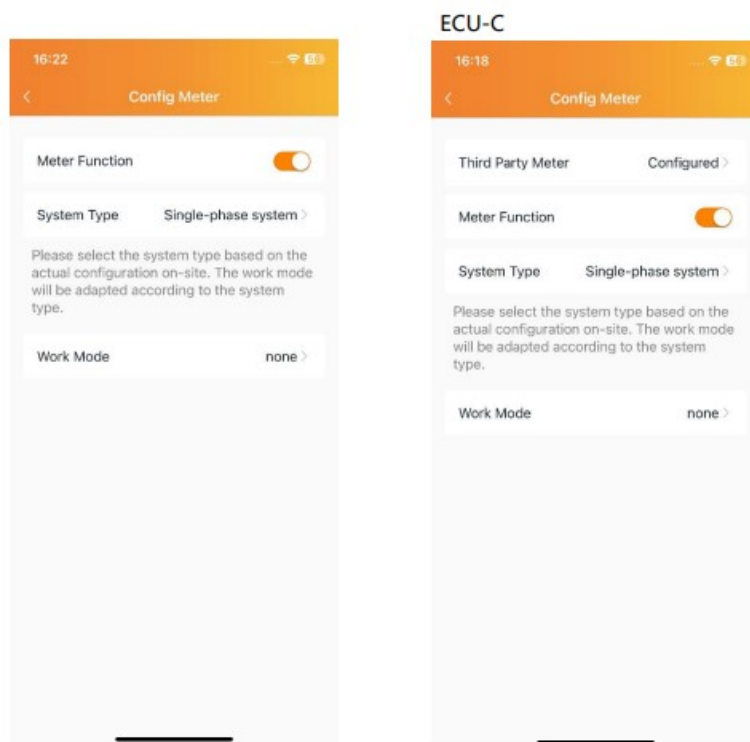 16:22
Config Meter
Meter Function
System Type Single-phase system
Please select the system type based on the
actual configuration on-site. The work mode
will be adapted according to the system
type.
Work Mode none
ECU-C
16:18
Config Meter
Third Party Meter Configured
Meter Function
System Type Single-phase system
Please select the system type based on the
actual configuration on-site. The work mode
will be adapted according to the system
type.
Work Mode none